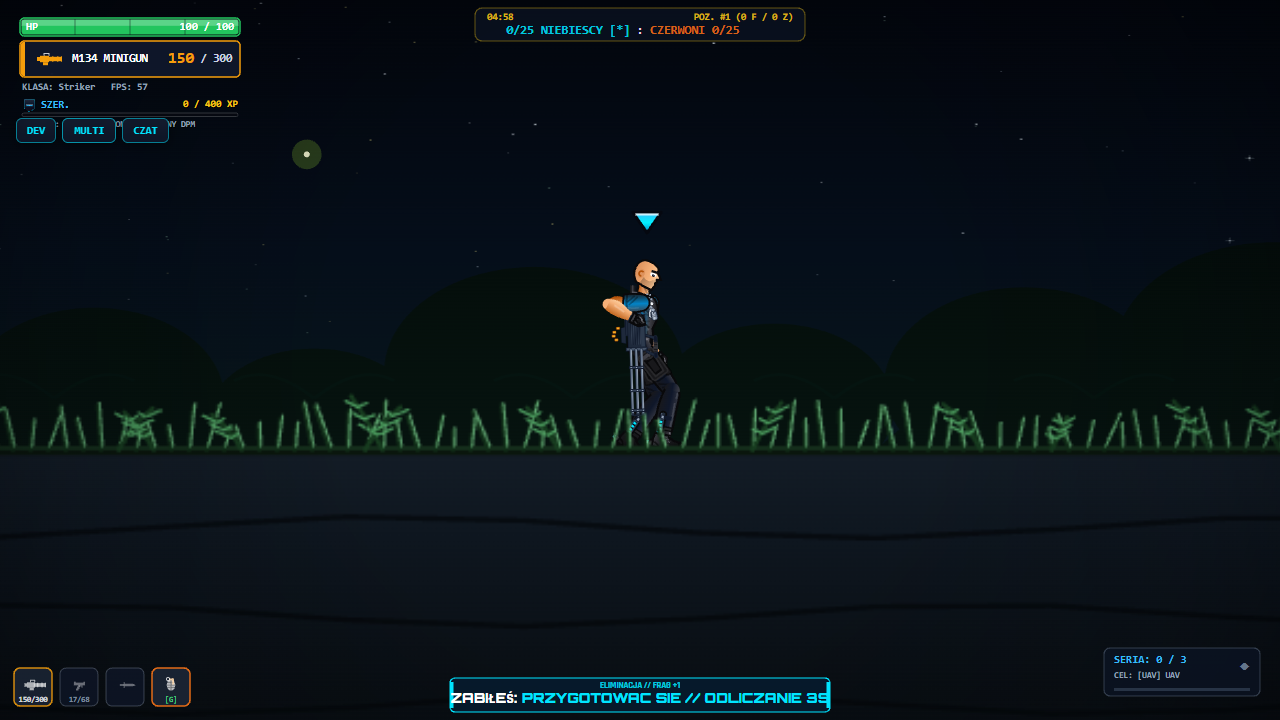 HP 100 / 100
M134 MINIGUN 150 / 300
KLASA: Striker FPS: 57
SZER. 0 / 400 XP
DPM
DEV MULTI CZAT
04:58 POZ. #1 (0 F / 0 Z)
0/25 NIEBIESCY [*] : CZERWONI 0/25
150/300
17/68
[G]
ELIMINACJA // FRAG +1
ZABIŁEŚ: PRZYGOTOWAC SIE // ODLICZANIE 3S
SERIA: 0 / 3
CEL: [UAV] UAV